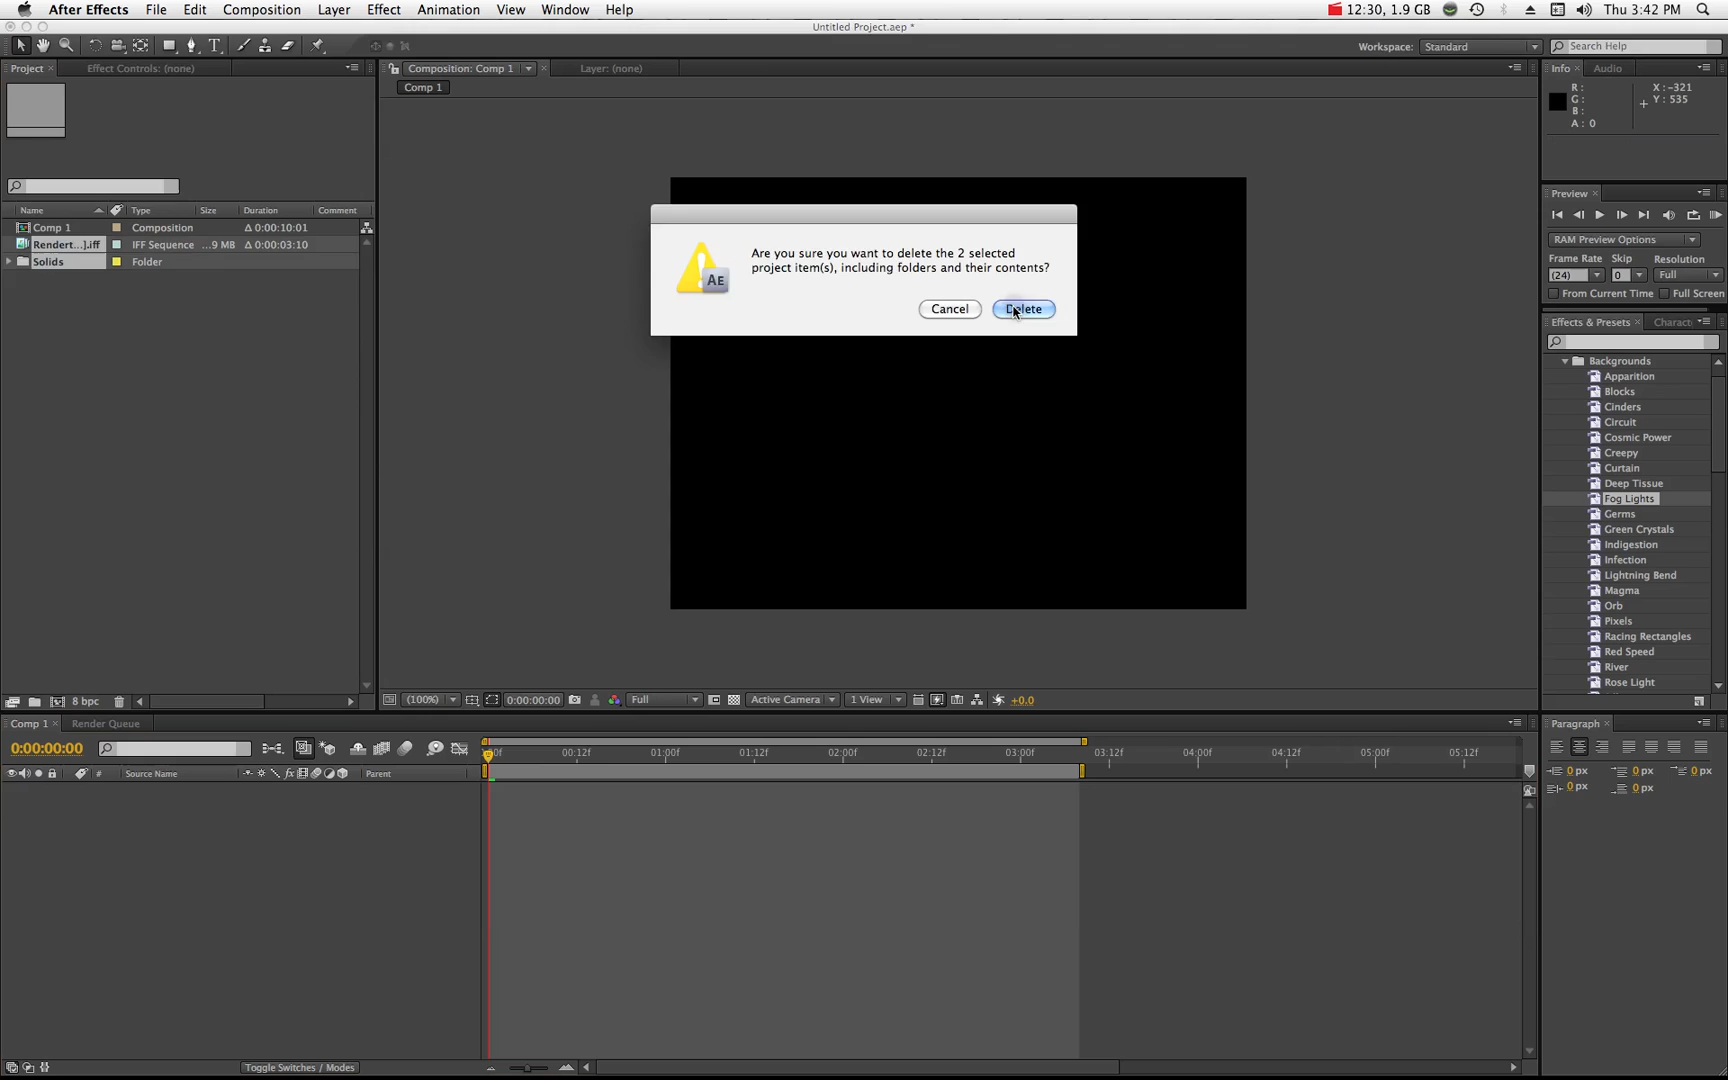 After Effects File Edit Composition Layer Effect Animation View Window Help 12:30, 1.9 GB Thu 3:42 PM
Untitled Project.aep *
Workspace: Standard Search Help
Project Effect Controls: (none) Composition: Comp 1 Layer: (none) Info Audio
Comp 1
R :
G :
B :
A : 0
X : -321
Y : 535
Are you sure you want to delete the 2 selected
project item(s), including folders and their contents?
Ae
Cancel Delete
Name Type Size Duration Comment
Comp 1 Composition Δ 0:00:10:01
Rendert...].iff IFF Sequence ...9 MB Δ 0:00:03:10
Solids Folder
Preview
RAM Preview Options
Frame Rate Skip Resolution
(24) 0 Full
From Current Time Full Screen
Effects & Presets Charact
Backgrounds
Apparition
Blocks
Cinders
Circuit
Cosmic Power
Creepy
Curtain
Deep Tissue
Fog Lights
Germs
Green Crystals
Indigestion
Infection
Lightning Bend
Magma
Orb
Pixels
Racing Rectangles
Red Speed
River
Rose Light
8 bpc (100%) 0:00:00:00 Full Active Camera 1 View +0.0
Comp 1 Render Queue Paragraph
0:00:00:00
00f 00:12f 01:00f 01:12f 02:00f 02:12f 03:00f 03:12f 04:00f 04:12f 05:00f 05:12f
# Source Name fx Parent
0 px 0 px 0 px
0 px 0 px
Toggle Switches / Modes